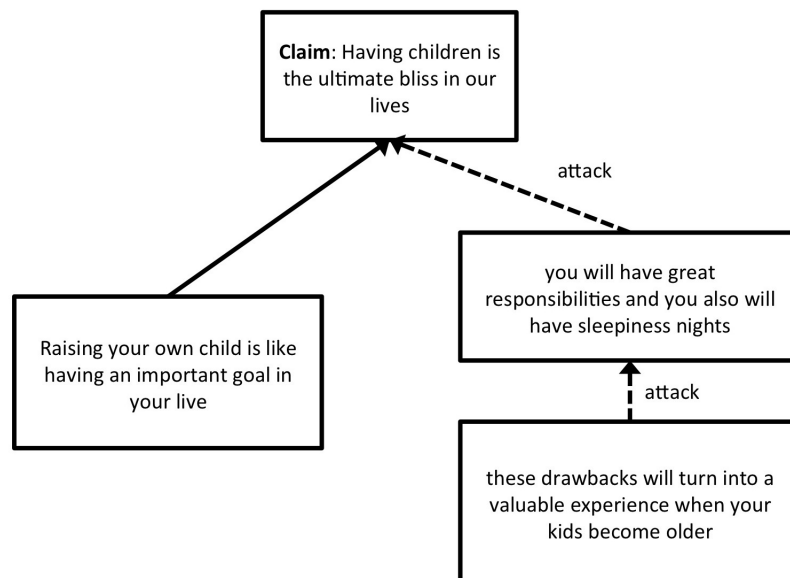 Claim: Having children is
the ultimate bliss in our
lives
attack
you will have great
responsibilities and you also will
have sleepiness nights
Raising your own child is like
having an important goal in
your live
attack
these drawbacks will turn into a
valuable experience when your
kids become older